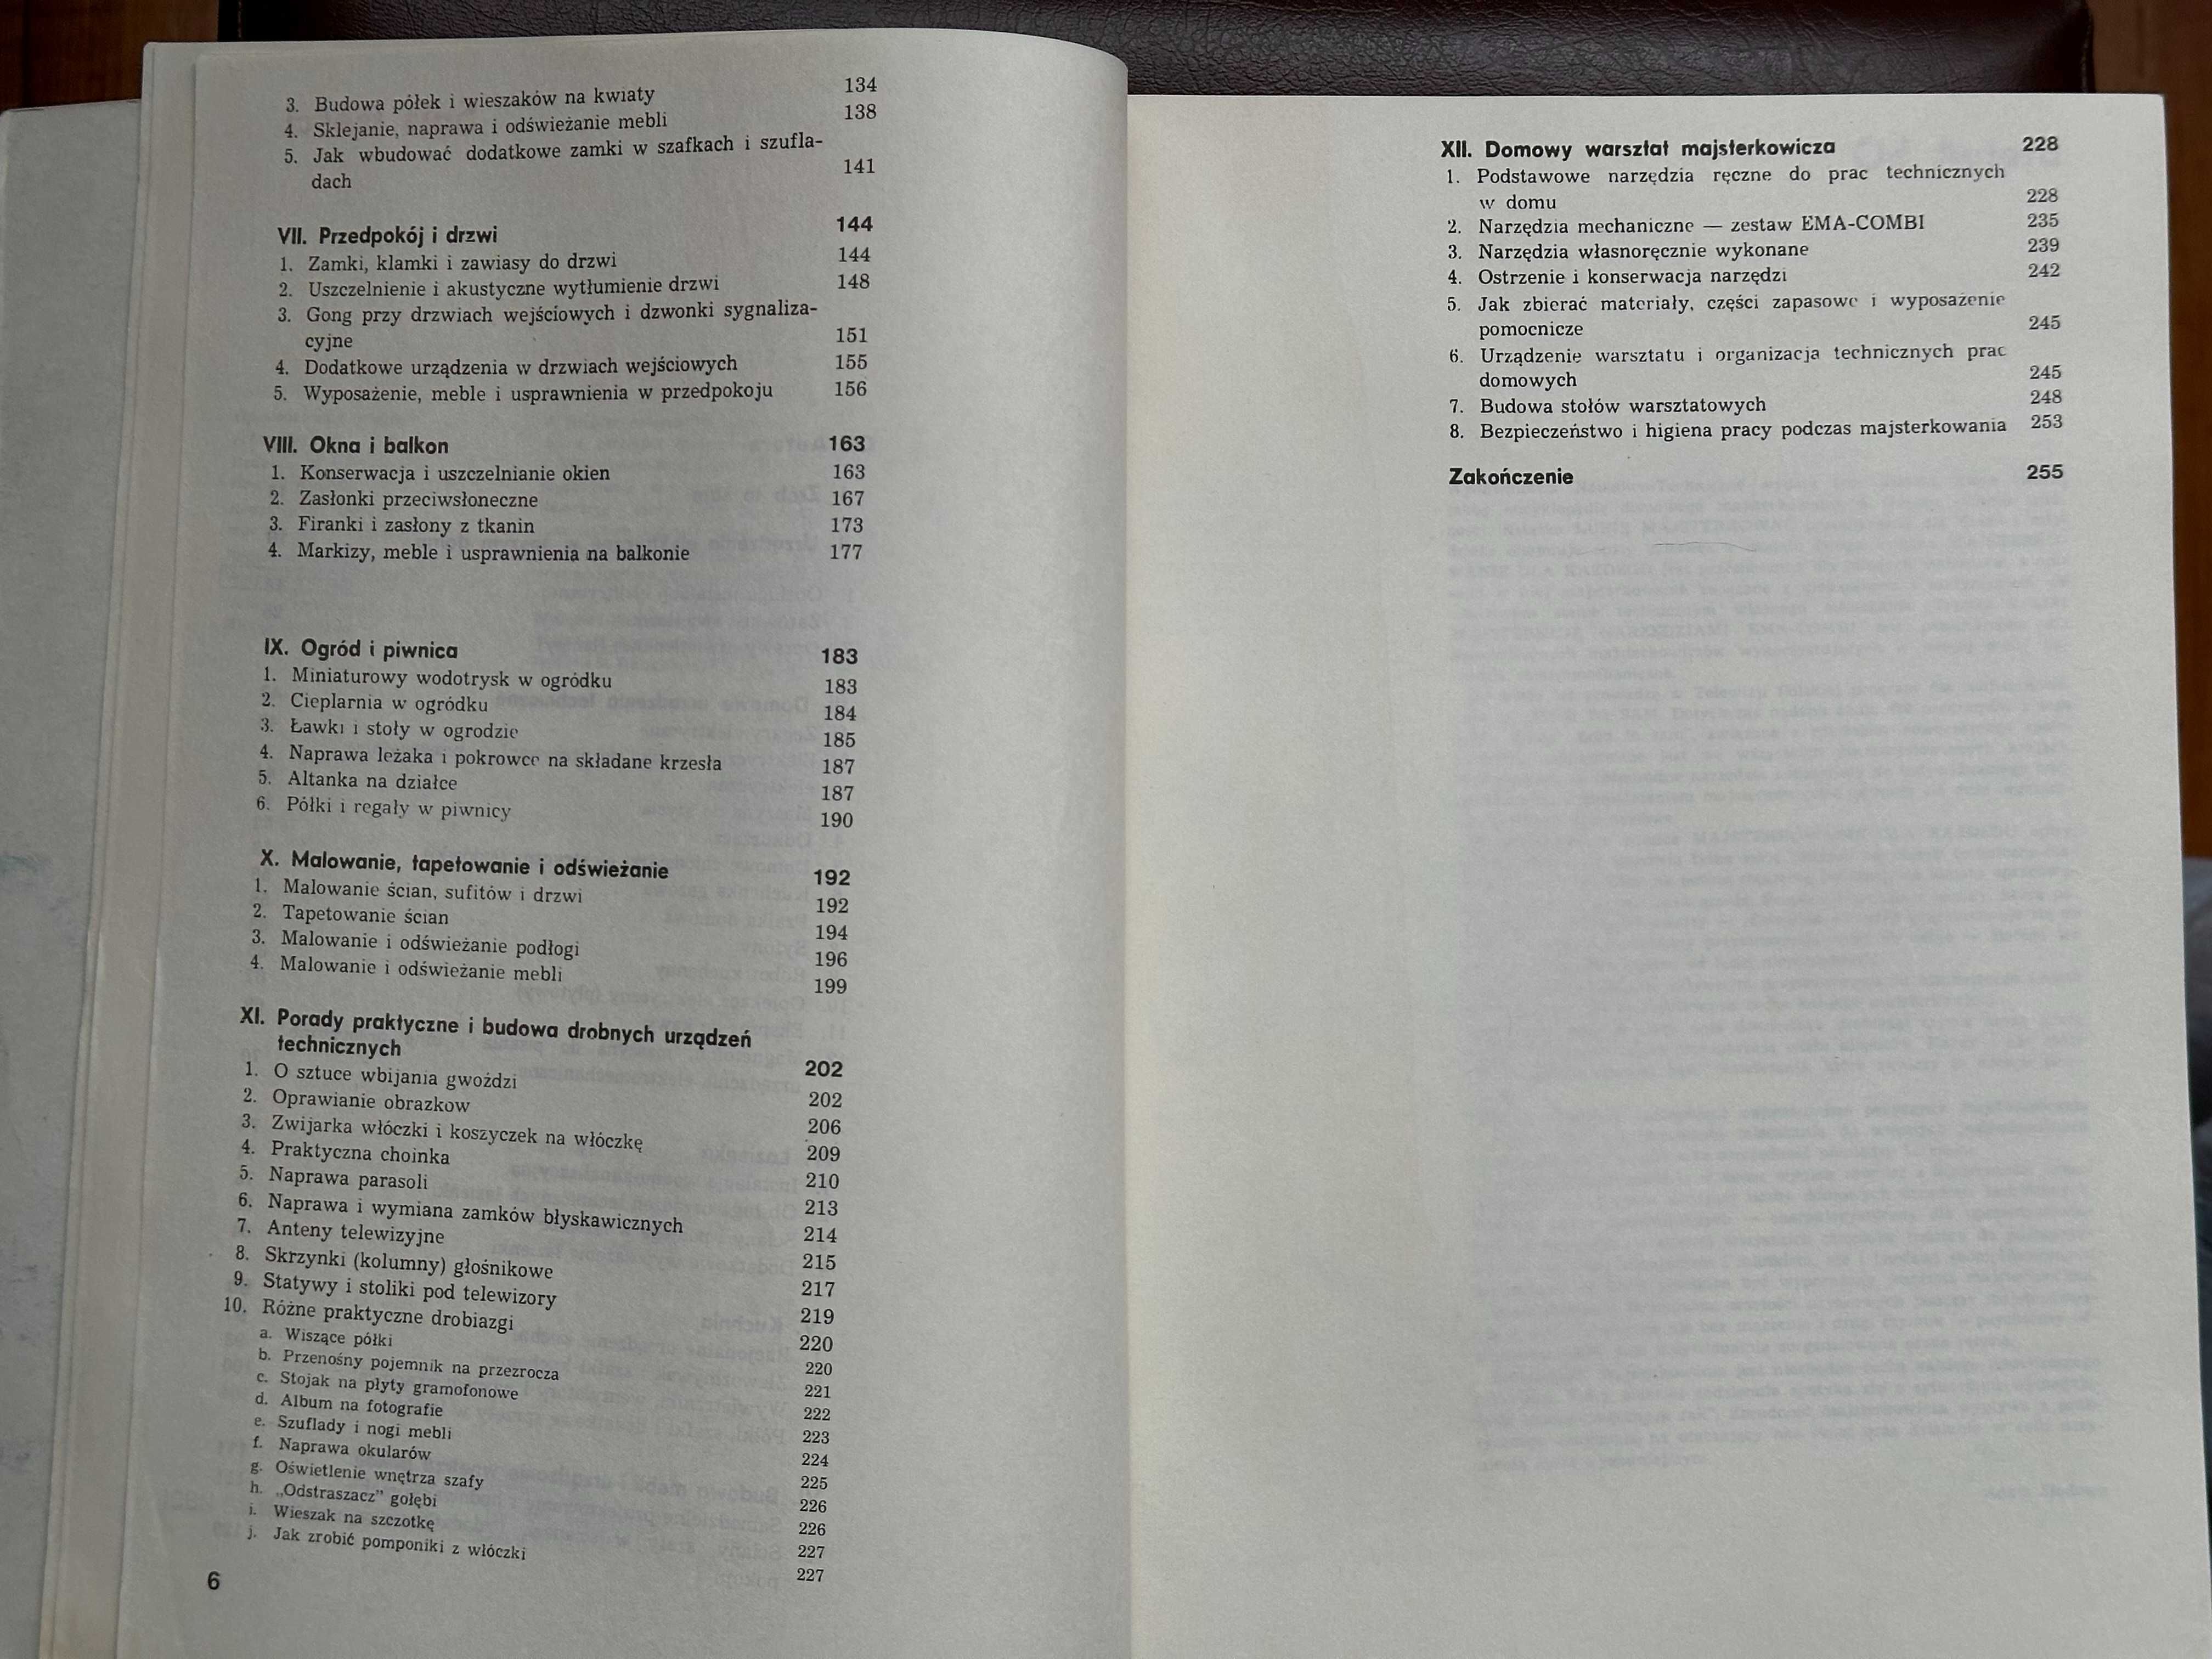 3. Budowa półek i wieszaków na kwiaty 134
4. Sklejanie, naprawa i odświeżanie mebli 138
5. Jak wbudować dodatkowe zamki w szafkach i szufla-
dach 141
VII. Przedpokój i drzwi 144
1. Zamki, klamki i zawiasy do drzwi 144
2. Uszczelnienie i akustyczne wytłumienie drzwi 148
3. Gong przy drzwiach wejściowych i dzwonki sygnaliza-
cyjne 151
4. Dodatkowe urządzenia w drzwiach wejściowych 155
5. Wyposażenie, meble i usprawnienia w przedpokoju 156
VIII. Okna i balkon 163
1. Konserwacja i uszczelnianie okien 163
2. Zasłonki przeciwsłoneczne 167
3. Firanki i zasłony z tkanin 173
4. Markizy, meble i usprawnienia na balkonie 177
IX. Ogród i piwnica 183
1. Miniaturowy wodotrysk w ogródku 183
2. Cieplarnia w ogródku 184
3. Ławki i stoły w ogrodzie 185
4. Naprawa leżaka i pokrowce na składane krzesła 187
5. Altanka na działce 187
6. Półki i regały w piwnicy 190
X. Malowanie, tapetowanie i odświeżanie 192
1. Malowanie ścian, sufitów i drzwi 192
2. Tapetowanie ścian 194
3. Malowanie i odświeżanie podłogi 196
4. Malowanie i odświeżanie mebli 199
XI. Porady praktyczne i budowa drobnych urządzeń
technicznych 202
1. O sztuce wbijania gwoździ 202
2. Oprawianie obrazkow 206
3. Zwijarka włóczki i koszyczek na włóczkę 209
4. Praktyczna choinka 210
5. Naprawa parasoli 213
6. Naprawa i wymiana zamków błyskawicznych 214
7. Anteny telewizyjne 215
8. Skrzynki (kolumny) głośnikowe 217
9. Statywy i stoliki pod telewizory 219
10. Różne praktyczne drobiazgi 220
a. Wiszące półki 220
b. Przenośny pojemnik na przezrocza 221
c. Stojak na płyty gramofonowe 222
d. Album na fotografie 223
e. Szuflady i nogi mebli 224
f. Naprawa okularów 225
g. Oświetlenie wnętrza szafy 226
h. „Odstraszacz" gołębi 226
i. Wieszak na szczotkę 227
j. Jak zrobić pomponiki z włóczki 227
6
XII. Domowy warsztat majsterkowicza 228
1. Podstawowe narzędzia ręczne do prac technicznych
w domu 228
2. Narzędzia mechaniczne — zestaw EMA-COMBI 235
3. Narzędzia własnoręcznie wykonane 239
4. Ostrzenie i konserwacja narzędzi 242
5. Jak zbierać materiały, części zapasowe i wyposażenie
pomocnicze 245
6. Urządzenie warsztatu i organizacja technicznych prac
domowych 245
7. Budowa stołów warsztatowych 248
8. Bezpieczeństwo i higiena pracy podczas majsterkowania 253
Zakończenie 255